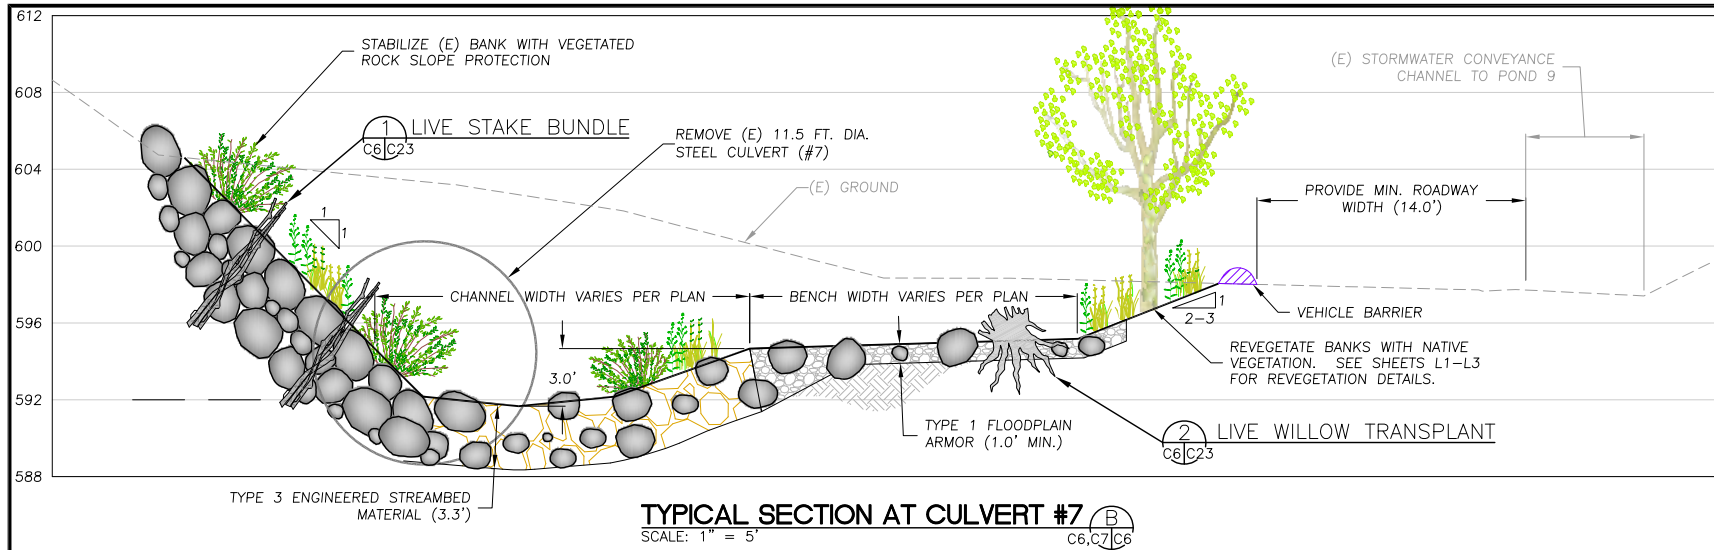 612
608
604
600
596
592
588
STABILIZE (E) BANK WITH VEGETATED
ROCK SLOPE PROTECTION
1
LIVE STAKE BUNDLE
C6 C23
REMOVE (E) 11.5 FT. DIA.
STEEL CULVERT (#7)
(E) GROUND
(E) STORMWATER CONVEYANCE
CHANNEL TO POND 9
PROVIDE MIN. ROADWAY
WIDTH (14.0')
1
1
CHANNEL WIDTH VARIES PER PLAN
BENCH WIDTH VARIES PER PLAN
1
2-3
VEHICLE BARRIER
REVEGETATE BANKS WITH NATIVE
VEGETATION. SEE SHEETS L1-L3
FOR REVEGETATION DETAILS.
3.0'
TYPE 1 FLOODPLAIN
ARMOR (1.0' MIN.)
2
LIVE WILLOW TRANSPLANT
C6 C23
TYPE 3 ENGINEERED STREAMBED
MATERIAL (3.3')
TYPICAL SECTION AT CULVERT #7
SCALE: 1" = 5'
B
C6,C7 C6